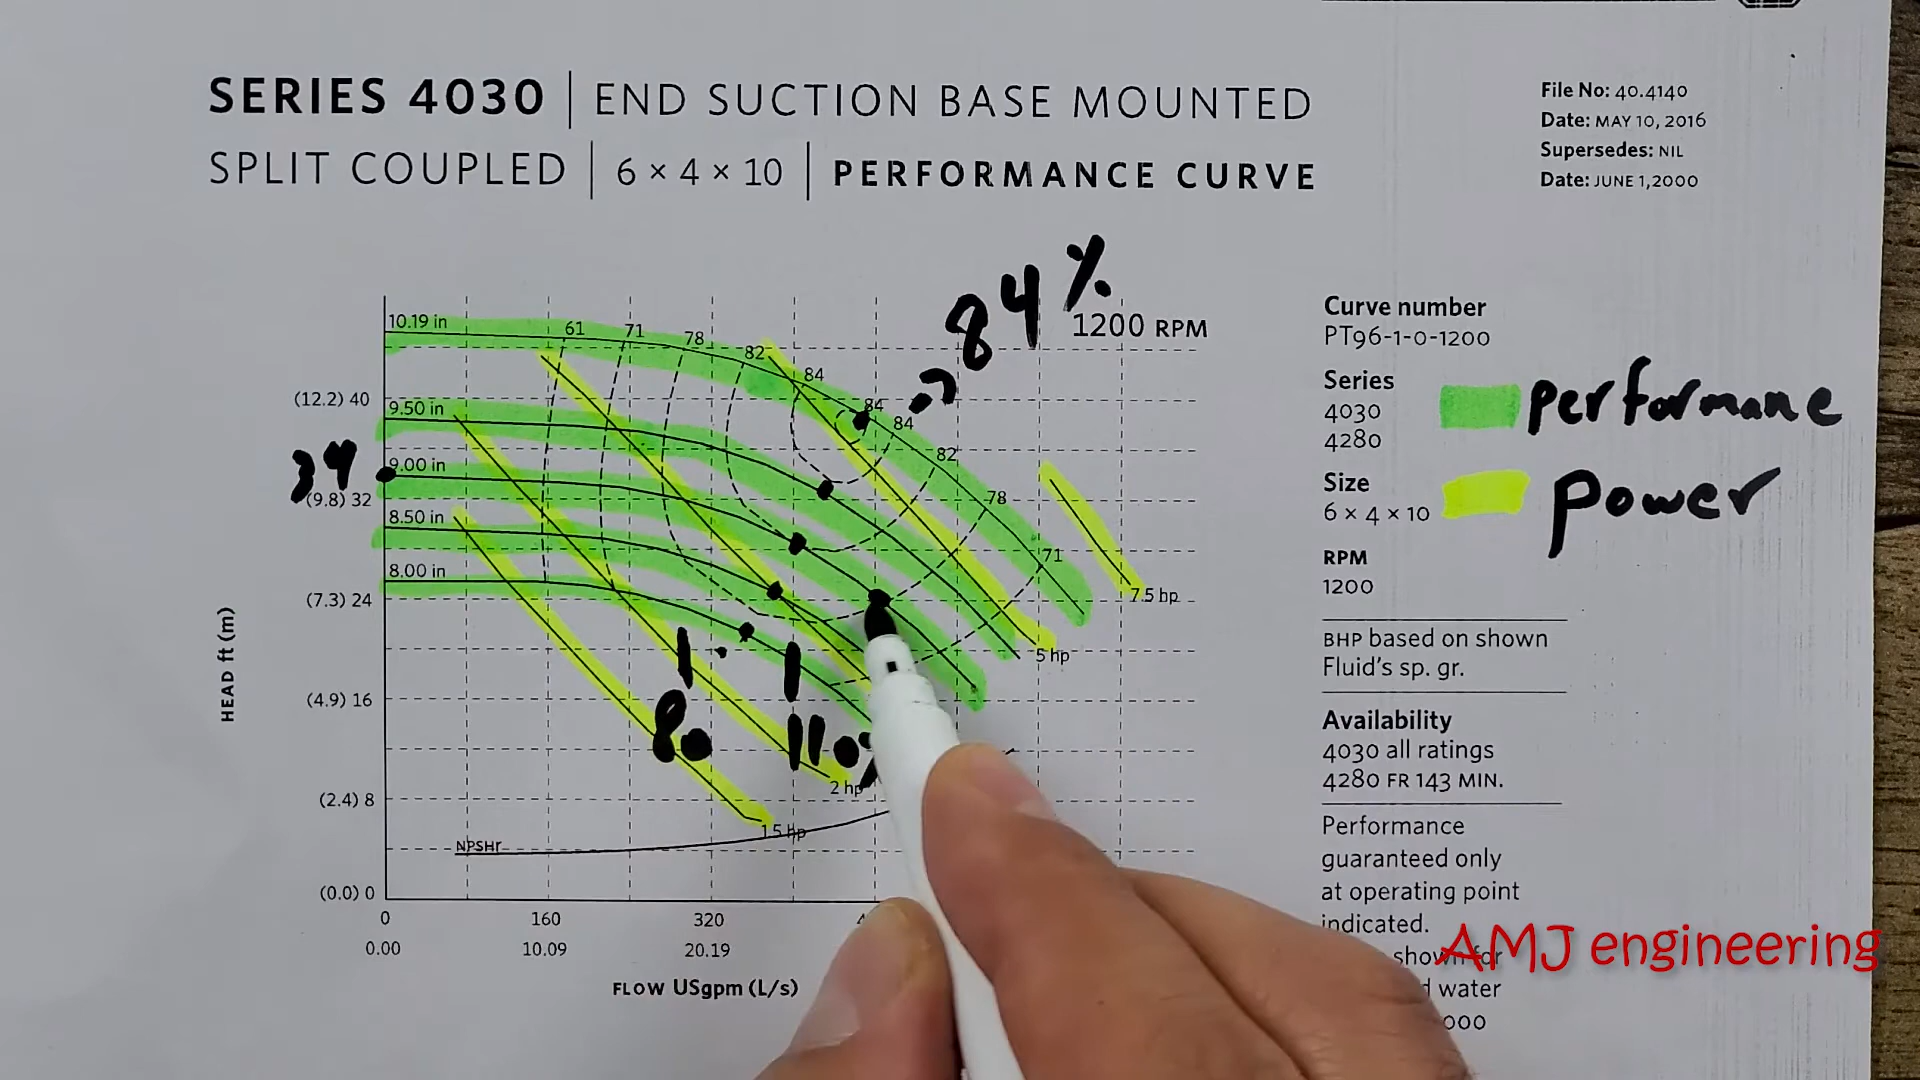 SERIES 4030 | END SUCTION BASE MOUNTED
SPLIT COUPLED | 6 × 4 × 10 | PERFORMANCE CURVE
File No: 40.4140
Date: MAY 10, 2016
Supersedes: NIL
Date: JUNE 1,2000
84%
1200 RPM
10.19 in
61
71
78
82
84
84
84
82
78
71
(12.2) 40
9.50 in
34
9.00 in
(9.8) 32
8.50 in
8.00 in
(7.3) 24
7.5 hp
5 hp
(4.9) 16
80
110%
2 hp
(2.4) 8
1.5 hp
NPSHr
(0.0) 0
HEAD ft (m)
0 160 320
0.00 10.09 20.19
FLOW USgpm (L/s)
Curve number
PT96-1-0-1200
Series
4030
4280
performane
Size
6 × 4 × 10
power
RPM
1200
BHP based on shown
Fluid's sp. gr.
Availability
4030 all ratings
4280 FR 143 MIN.
Performance
guaranteed only
at operating point
indicated.
shown for
water
000
AMJ engineering